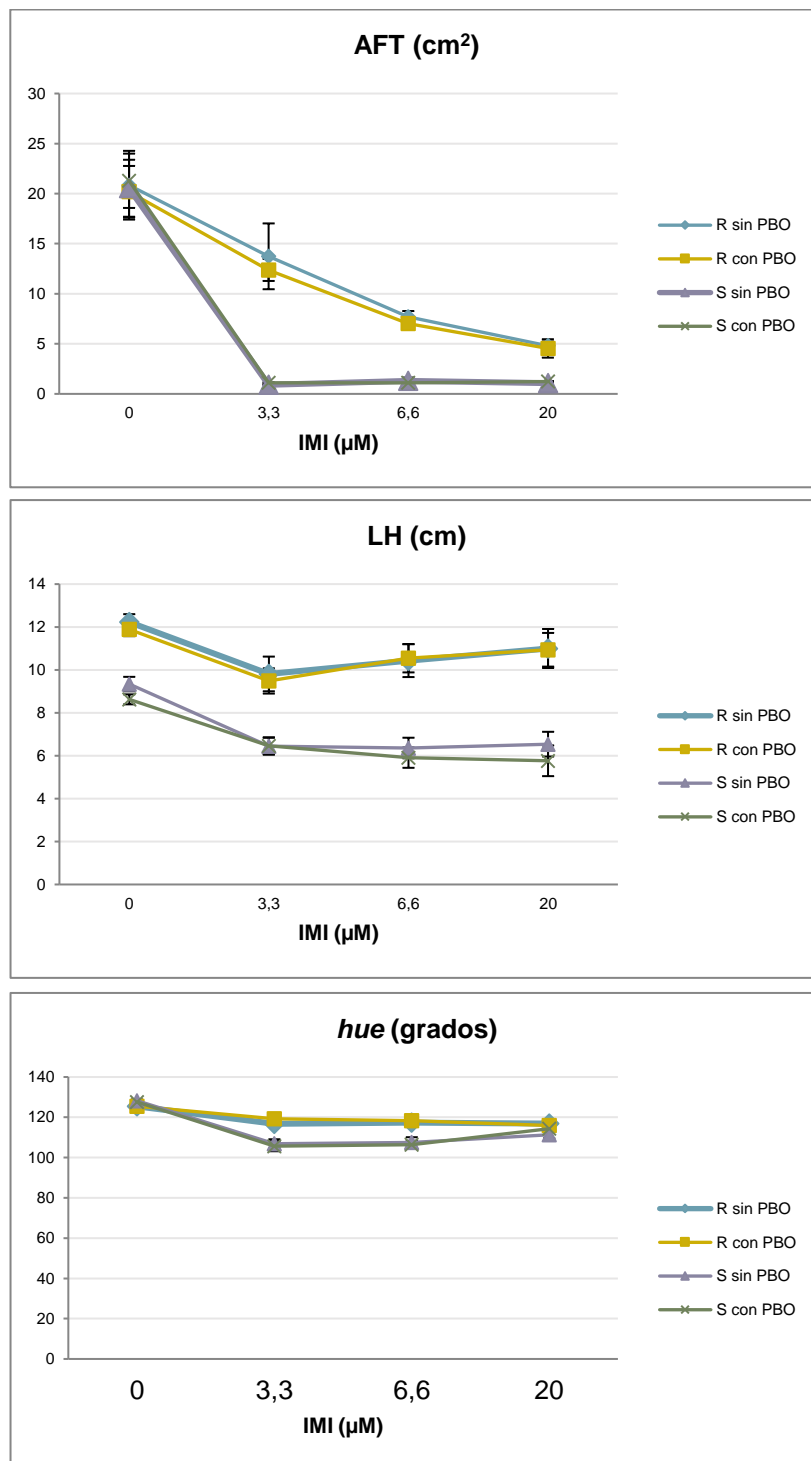 AFT (cm²)
30
25
20
15
10
5
0
0 3,3 6,6 20
IMI (µM)
R sin PBO
R con PBO
S sin PBO
S con PBO
LH (cm)
14
12
10
8
6
4
2
0
0 3,3 6,6 20
IMI (µM)
R sin PBO
R con PBO
S sin PBO
S con PBO
hue (grados)
140
120
100
80
60
40
20
0
0 3,3 6,6 20
IMI (µM)
R sin PBO
R con PBO
S sin PBO
S con PBO